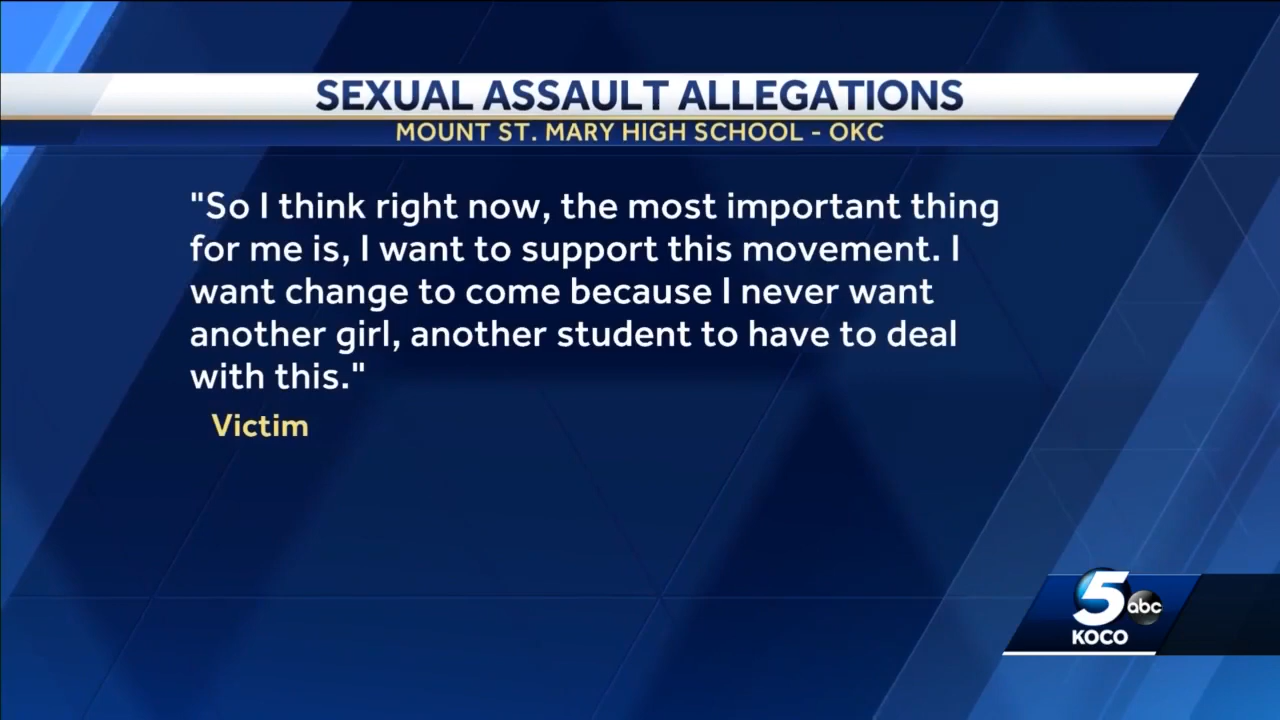 SEXUAL ASSAULT ALLEGATIONS
MOUNT ST. MARY HIGH SCHOOL - OKC
"So I think right now, the most important thing
for me is, I want to support this movement. I
want change to come because I never want
another girl, another student to have to deal
with this."
Victim
5 abc
KOCO